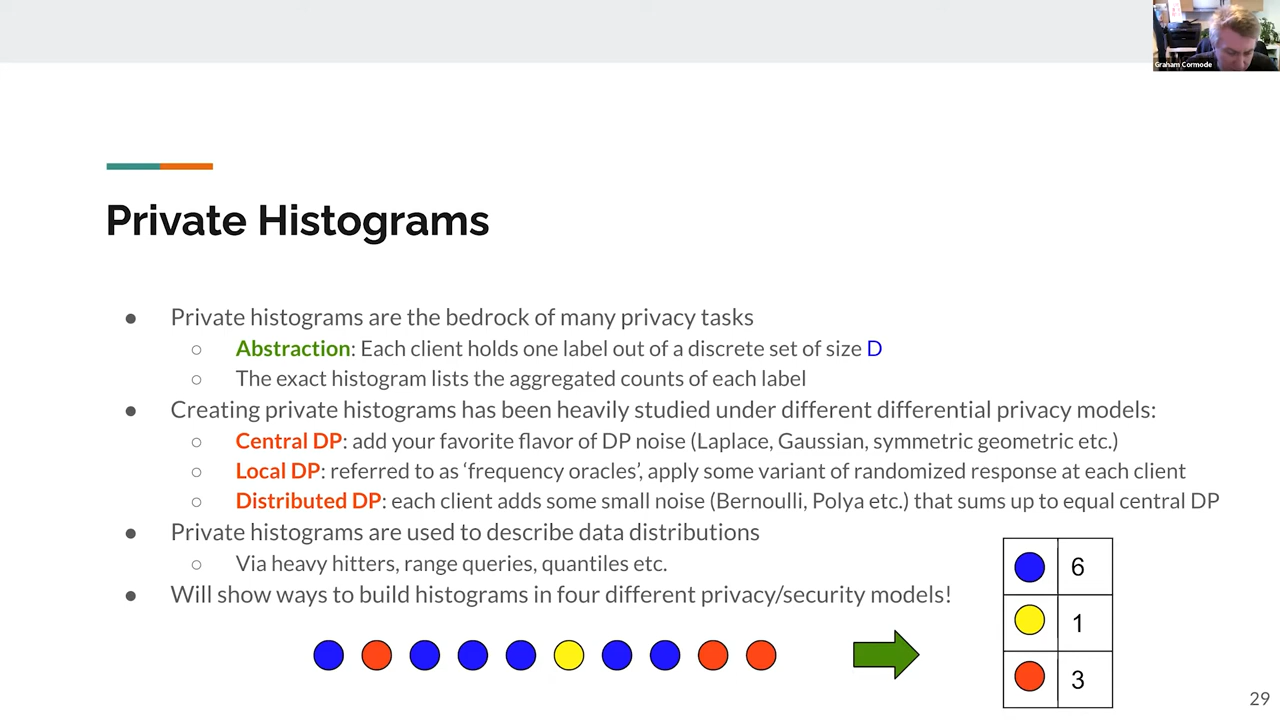 Graham Cormode
Private Histograms
● Private histograms are the bedrock of many privacy tasks
○ Abstraction: Each client holds one label out of a discrete set of size D
○ The exact histogram lists the aggregated counts of each label
● Creating private histograms has been heavily studied under different differential privacy models:
○ Central DP: add your favorite flavor of DP noise (Laplace, Gaussian, symmetric geometric etc.)
○ Local DP: referred to as ‘frequency oracles’, apply some variant of randomized response at each client
○ Distributed DP: each client adds some small noise (Bernoulli, Polya etc.) that sums up to equal central DP
● Private histograms are used to describe data distributions
○ Via heavy hitters, range queries, quantiles etc.
● Will show ways to build histograms in four different privacy/security models!
6
1
3
29